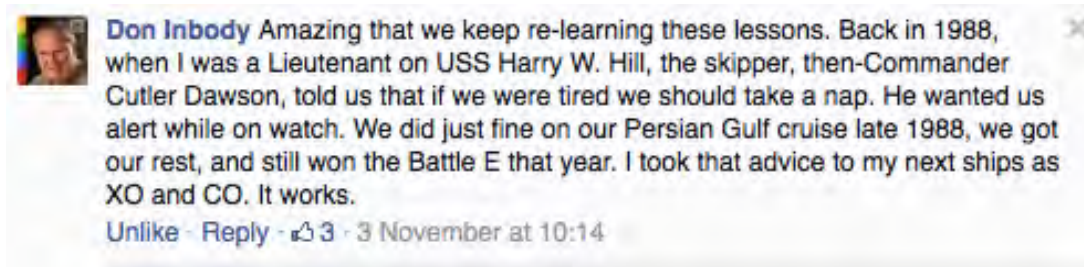 Don Inbody Amazing that we keep re-learning these lessons. Back in 1988,
when I was a Lieutenant on USS Harry W. Hill, the skipper, then-Commander
Cutler Dawson, told us that if we were tired we should take a nap. He wanted us
alert while on watch. We did just fine on our Persian Gulf cruise late 1988, we got
our rest, and still won the Battle E that year. I took that advice to my next ships as
XO and CO. It works.
Unlike · Reply · 3 · 3 November at 10:14